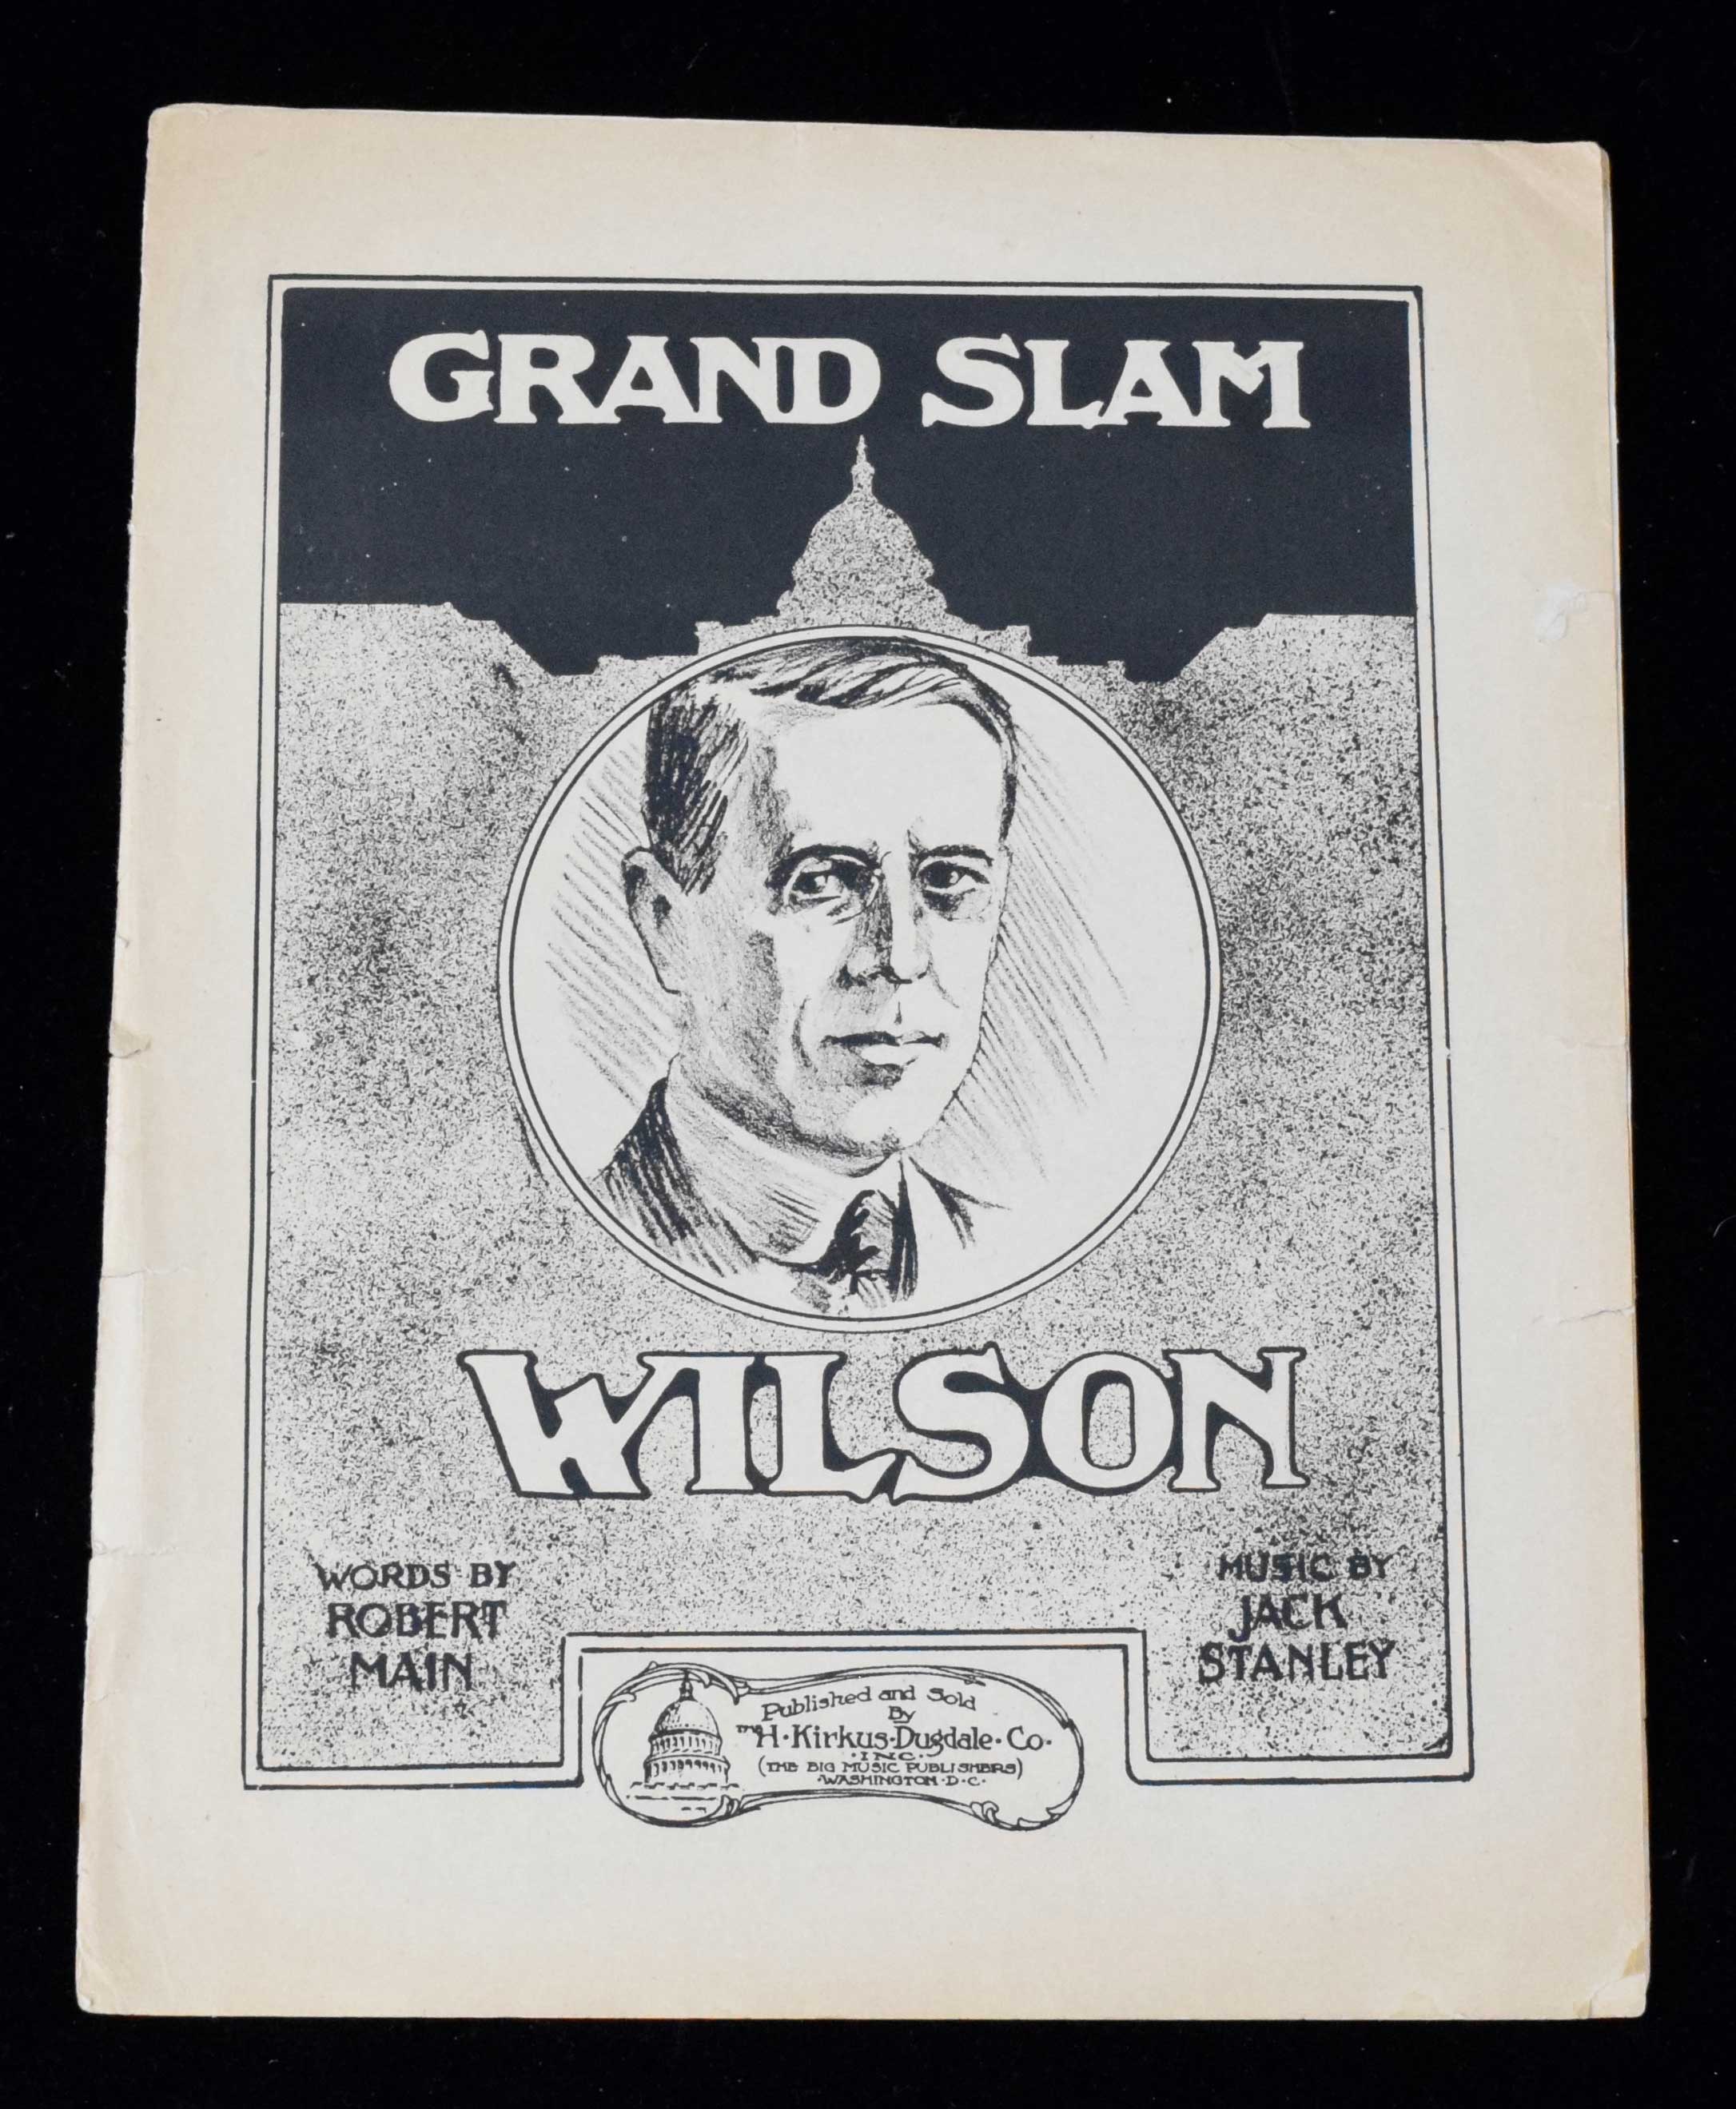 GRAND SLAM
WILSON
WORDS BY
ROBERT
MAIN
MUSIC BY
JACK
STANLEY
Published and Sold
By
THE H·Kirkus·Dugdale·Co·
·INC·
(THE BIG MUSIC PUBLISHERS)
·WASHINGTON·D·C·